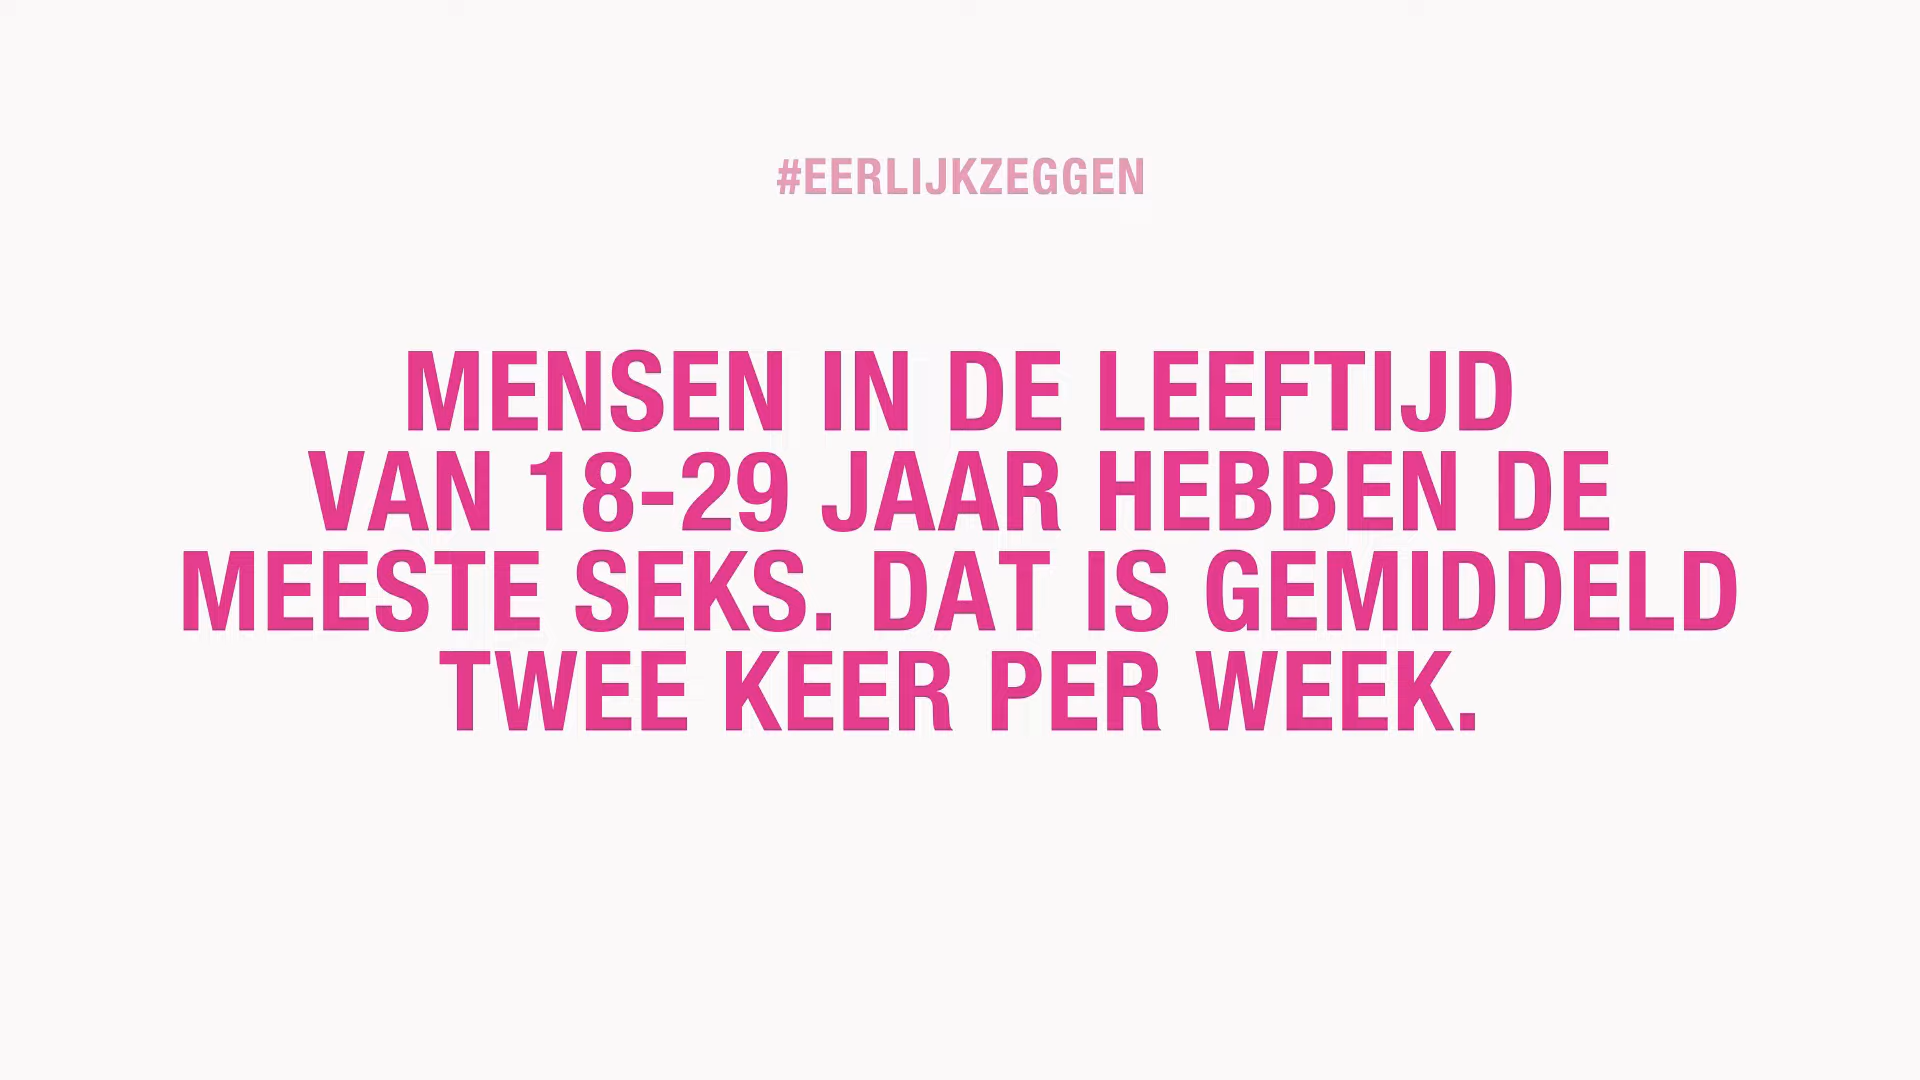 #EERLIJKZEGGEN
MENSEN IN DE LEEFTIJD
VAN 18-29 JAAR HEBBEN DE
MEESTE SEKS. DAT IS GEMIDDELD
TWEE KEER PER WEEK.